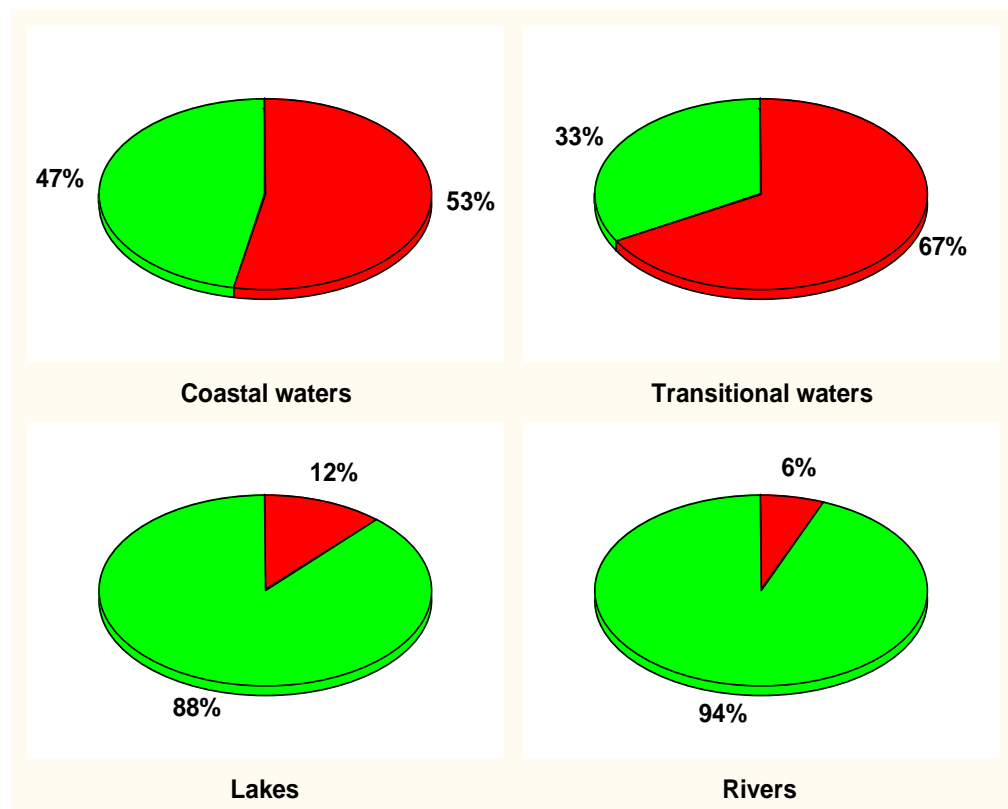 47%
53%
33%
67%
Coastal waters
Transitional waters
12%
88%
6%
94%
Lakes
Rivers